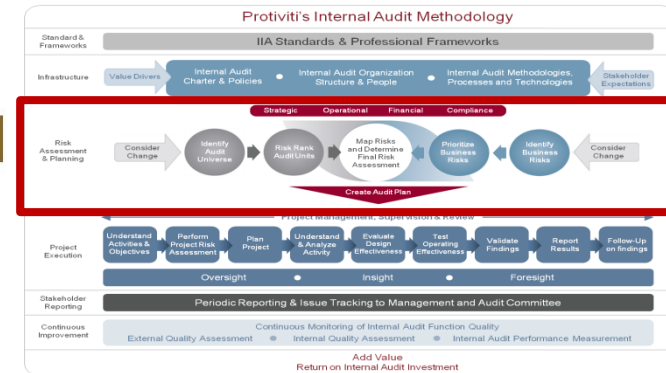 Protiviti's Internal Audit Methodology
Standard &
Frameworks
IIA Standards & Professional Frameworks
Infrastructure
Value Drivers
Internal Audit
Charter & Policies
Internal Audit Organization
Structure & People
Internal Audit Methodologies,
Processes and Technologies
Stakeholder
Expectations
Strategic Operational Financial Compliance
Risk
Assessment
& Planning
Consider
Change
Identify
Audit
Universe
Risk Rank
Audit Units
Map Risks
and Determine
Final Risk
Assessment
Prioritize
Business
Risks
Identify
Business
Risks
Consider
Change
Create Audit Plan
Project Management, Supervision & Review
Project
Execution
Understand
Activities &
Objectives
Perform
Project Risk
Assessment
Plan
Project
Understand
& Analyze
Activity
Evaluate
Design
Effectiveness
Test
Operating
Effectiveness
Validate
Findings
Report
Results
Follow-Up
on findings
Oversight Insight Foresight
Stakeholder
Reporting
Periodic Reporting & Issue Tracking to Management and Audit Committee
Continuous
Improvement
Continuous Monitoring of Internal Audit Function Quality
External Quality Assessment Internal Quality Assessment Internal Audit Performance Measurement
Add Value
Return on Internal Audit Investment